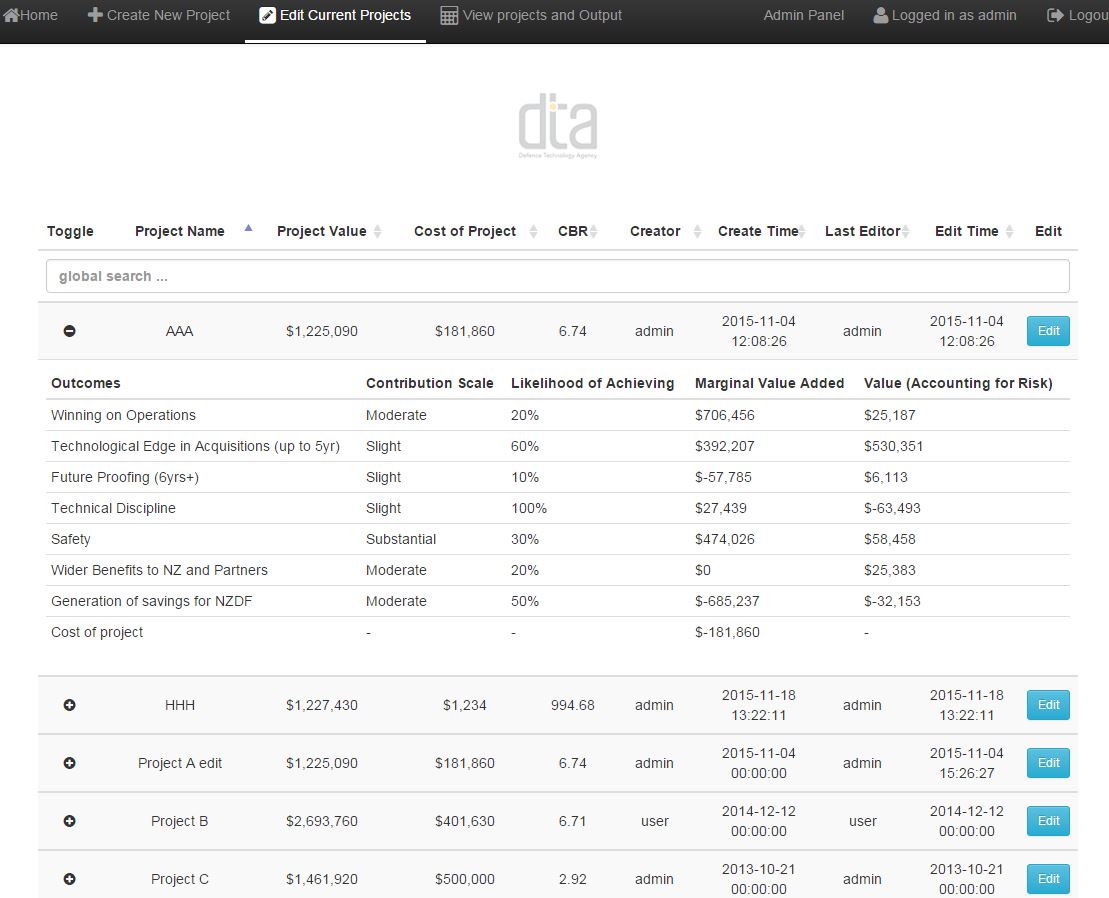 Home Create New Project Edit Current Projects View projects and Output Admin Panel Logged in as admin Logou
dta
Defence Technology Agency
Toggle Project Name Project Value Cost of Project CBR Creator Create Time Last Editor Edit Time Edit
global search ...
AAA $1,225,090 $181,860 6.74 admin 2015-11-04 12:08:26 admin 2015-11-04 12:08:26 Edit
Outcomes Contribution Scale Likelihood of Achieving Marginal Value Added Value (Accounting for Risk)
Winning on Operations Moderate 20% $706,456 $25,187
Technological Edge in Acquisitions (up to 5yr) Slight 60% $392,207 $530,351
Future Proofing (6yrs+) Slight 10% $-57,785 $6,113
Technical Discipline Slight 100% $27,439 $-63,493
Safety Substantial 30% $474,026 $58,458
Wider Benefits to NZ and Partners Moderate 20% $0 $25,383
Generation of savings for NZDF Moderate 50% $-685,237 $-32,153
Cost of project - - $-181,860 -
HHH $1,227,430 $1,234 994.68 admin 2015-11-18 13:22:11 admin 2015-11-18 13:22:11 Edit
Project A edit $1,225,090 $181,860 6.74 admin 2015-11-04 00:00:00 admin 2015-11-04 15:26:27 Edit
Project B $2,693,760 $401,630 6.71 user 2014-12-12 00:00:00 user 2014-12-12 00:00:00 Edit
Project C $1,461,920 $500,000 2.92 admin 2013-10-21 00:00:00 admin 2013-10-21 00:00:00 Edit